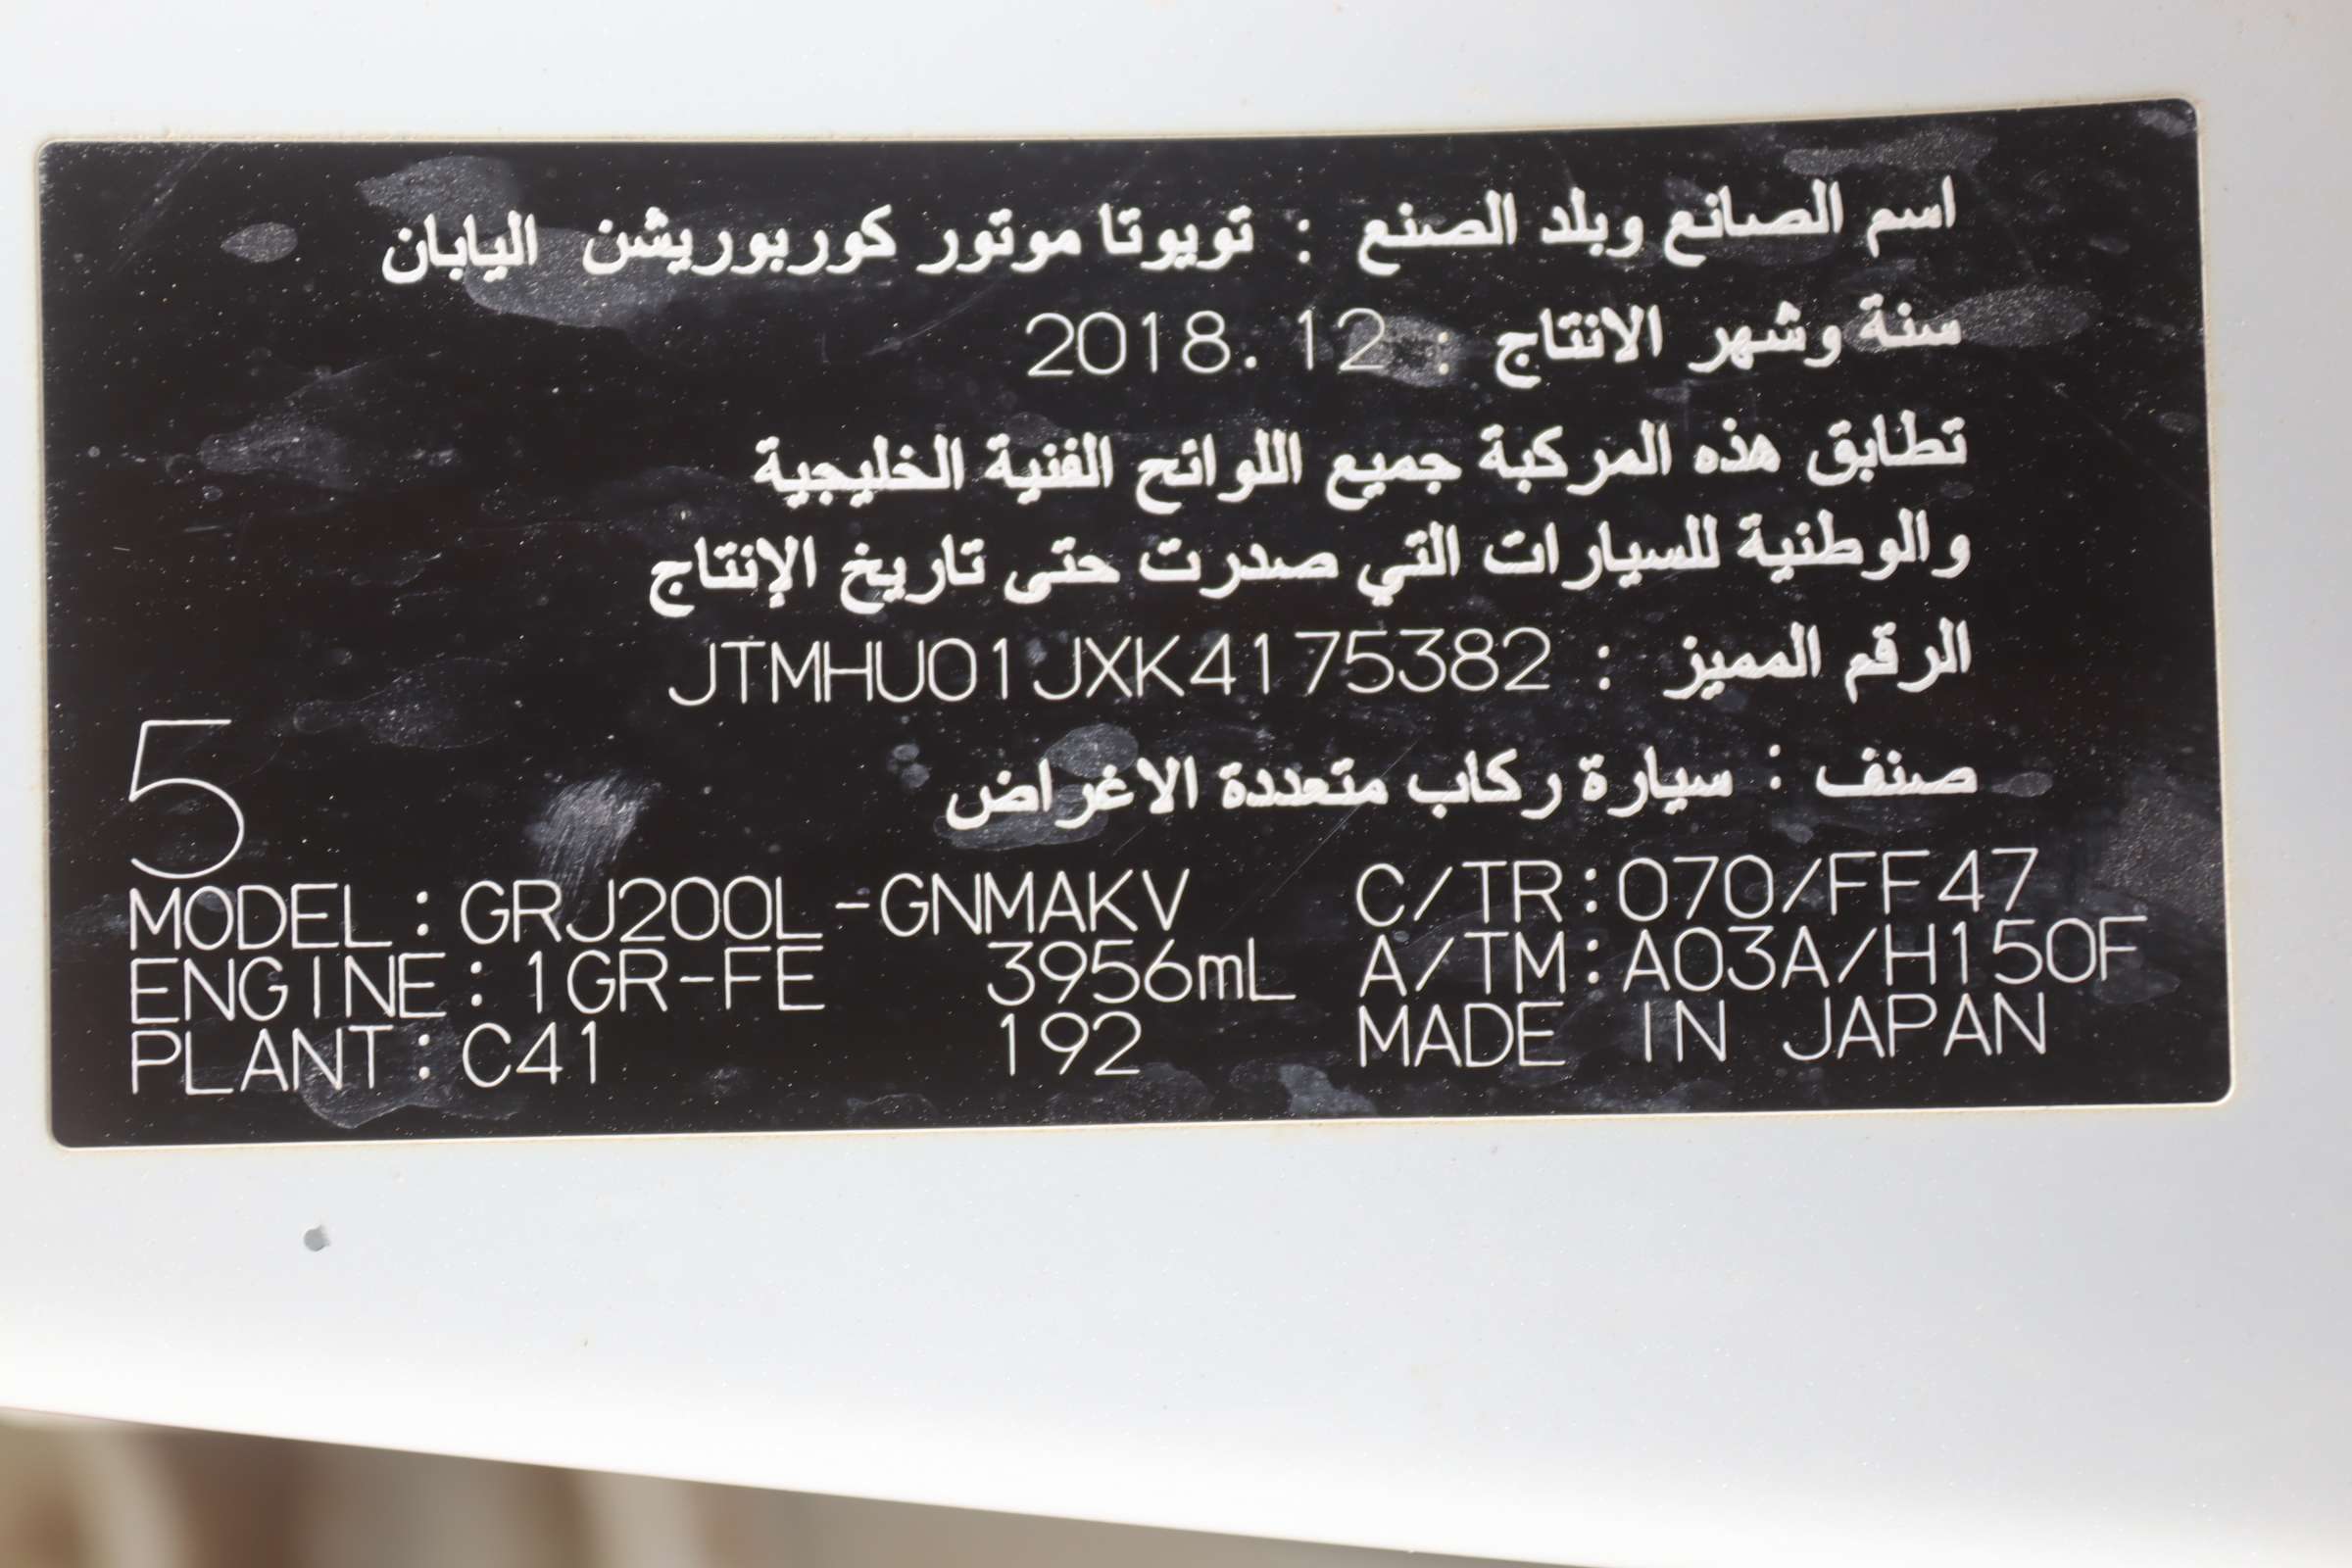 اسم الصانع وبلد الصنع : تويوتا موتور كوربوريشن اليابان
سنة وشهر الانتاج : 2018.12
تطابق هذه المركبة جميع اللوائح الفنية الخليجية
والوطنية للسيارات التي صدرت حتى تاريخ الإنتاج
الرقم المميز : JTMHU01JXK4175382
صنف : سيارة ركاب متعددة الاغراض
5
MODEL : GRJ200L-GNMAKV C/TR:070/FF47
ENGINE: 1GR-FE 3956mL A/TM:A03A/H150F
PLANT: C41 192 MADE IN JAPAN